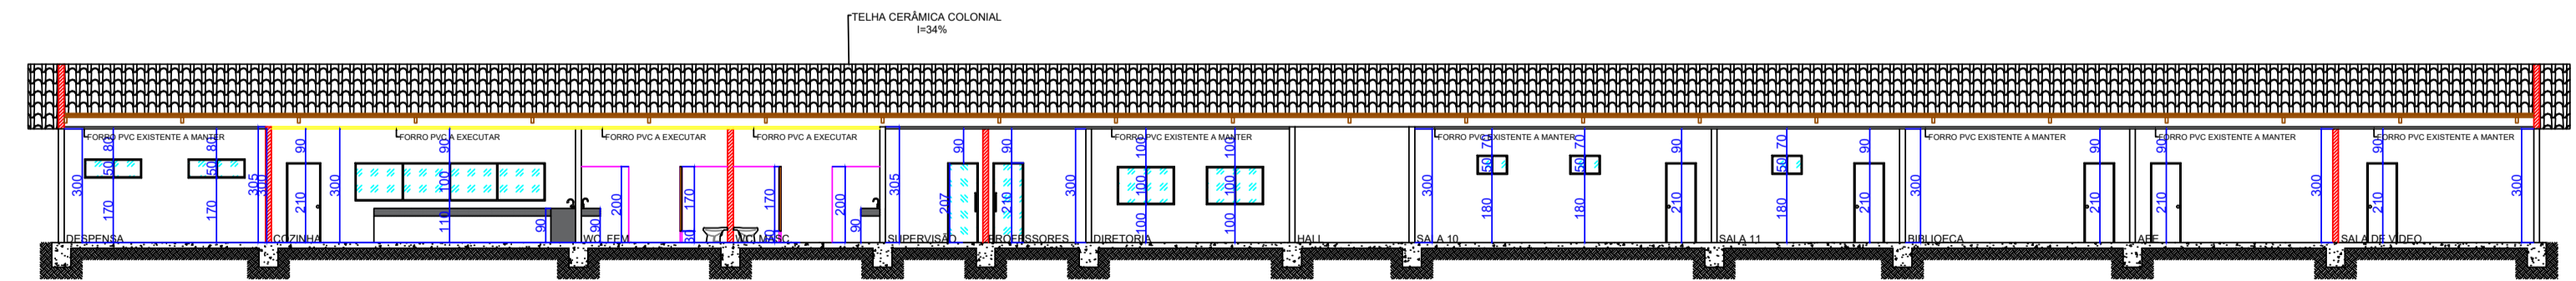 TELHA CERÂMICA COLONIAL
I=34%
FORRO PVC EXISTENTE A MANTER
FORRO PVC A EXECUTAR
FORRO PVC A EXECUTAR
FORRO PVC A EXECUTAR
FORRO PVC EXISTENTE A MANTER
FORRO PVC EXISTENTE A MANTER
FORRO PVC EXISTENTE A MANTER
FORRO PVC EXISTENTE A MANTER
FORRO PVC EXISTENTE A MANTER
300
80
50
170
80
50
170
305
300
90
210
300
90
100
110
90
90
200
170
30
170
200
90
305
90
207
90
210
300
100
100
100
100
100
100
300
70
50
180
70
50
180
90
210
70
50
180
90
210
300
90
210
90
210
300
90
210
300
DESPENSA
COZINHA
WC. FEM
WC. MASC
SUPERVISÃO
PROFESSORES
DIRETORIA
HALL
SALA 10
SALA 11
BIBLIOECA
AEE
SALA DE VIDEO